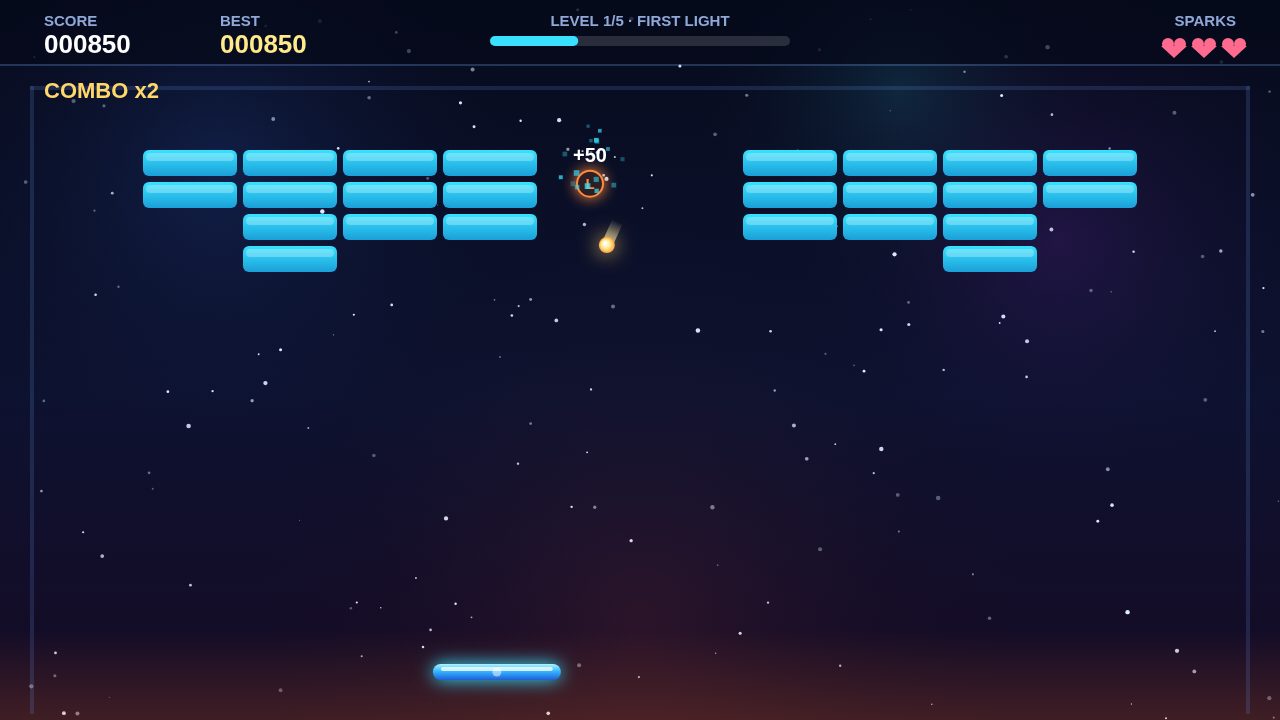 SCORE
000850
BEST
000850
LEVEL 1/5 · FIRST LIGHT
SPARKS
COMBO x2
+50
L